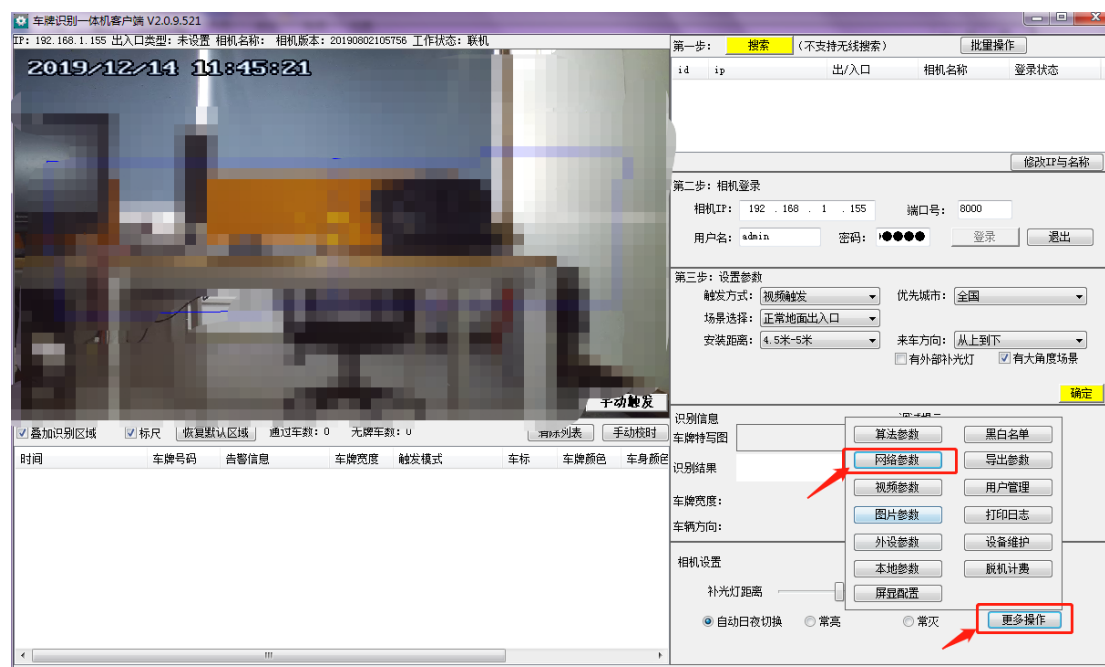 车牌识别一体机客户端 V2.0.9.521
IP: 192.168.1.155 出入口类型: 未设置 相机名称: 相机版本: 20190802105756 工作状态: 联机
2019/12/14 11:45:21
手动触发
叠加识别区域 标尺 恢复默认区域 通过车数: 0 无牌车数: 0 清除列表 手动校时
时间 车牌号码 告警信息 车牌宽度 触发模式 车标 车牌颜色 车身颜色
第一步: 搜索 (不支持无线搜索) 批量操作
id ip 出/入口 相机名称 登录状态
修改IP与名称
第二步: 相机登录
相机IP: 192 . 168 . 1 . 155 端口号: 8000
用户名: admin 密码: ●●●● 登录 退出
第三步: 设置参数
触发方式: 视频触发 优先城市: 全国
场景选择: 正常地面出入口
安装距离: 4.5米-5米 来车方向: 从上到下
有外部补光灯 有大角度场景
确定
识别信息
车牌特写图
识别结果
车牌宽度:
车辆方向:
算法参数 黑白名单
网络参数 导出参数
视频参数 用户管理
图片参数 打印日志
外设参数 设备维护
本地参数 脱机计费
屏显配置
相机设置
补光灯距离
自动日夜切换 常亮 常灭 更多操作